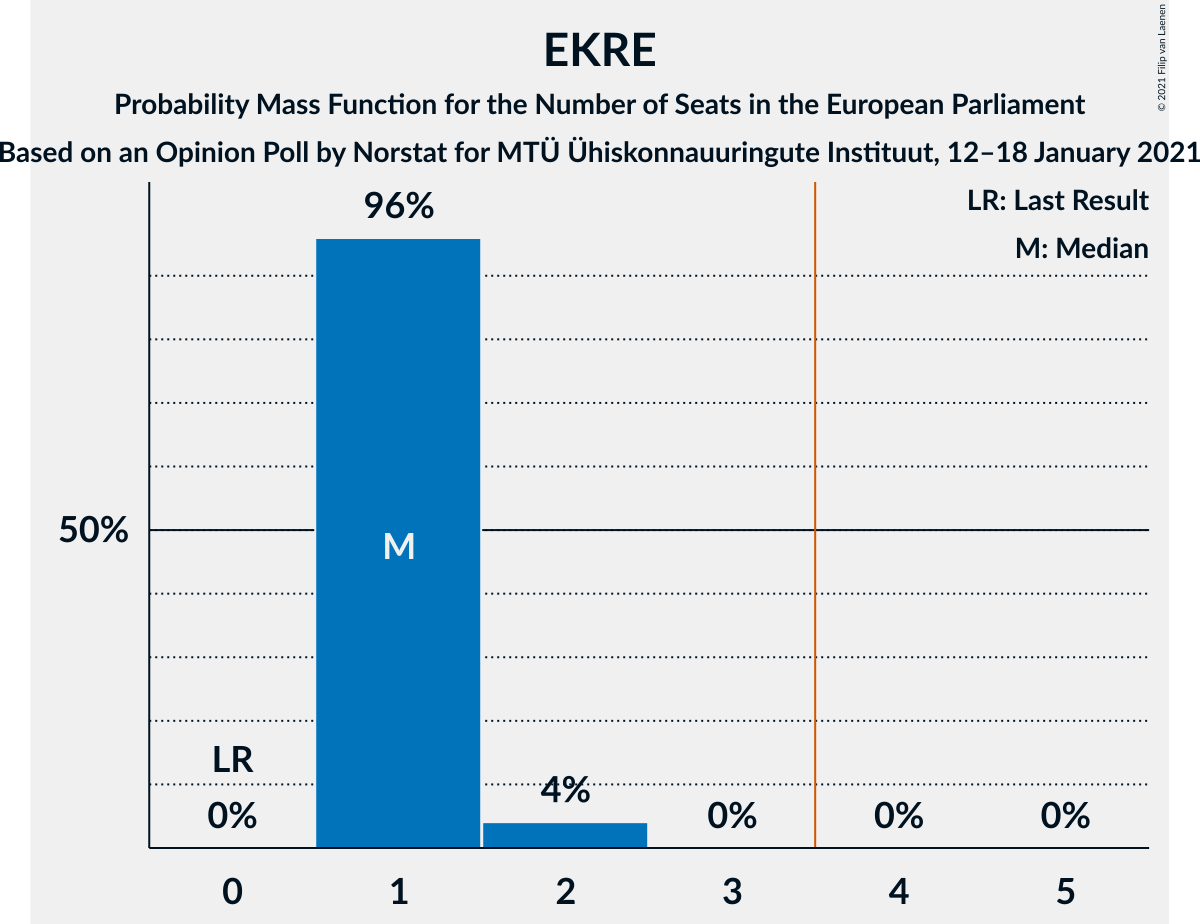 EKRE
Probability Mass Function for the Number of Seats in the European Parliament
Based on an Opinion Poll by Norstat for MTÜ Ühiskonnauuringute Instituut, 12–18 January 2021
© 2021 Filip van Laenen
LR: Last Result
M: Median
96%
50%
M
LR
0%
4%
0%
0%
0%
0 1 2 3 4 5